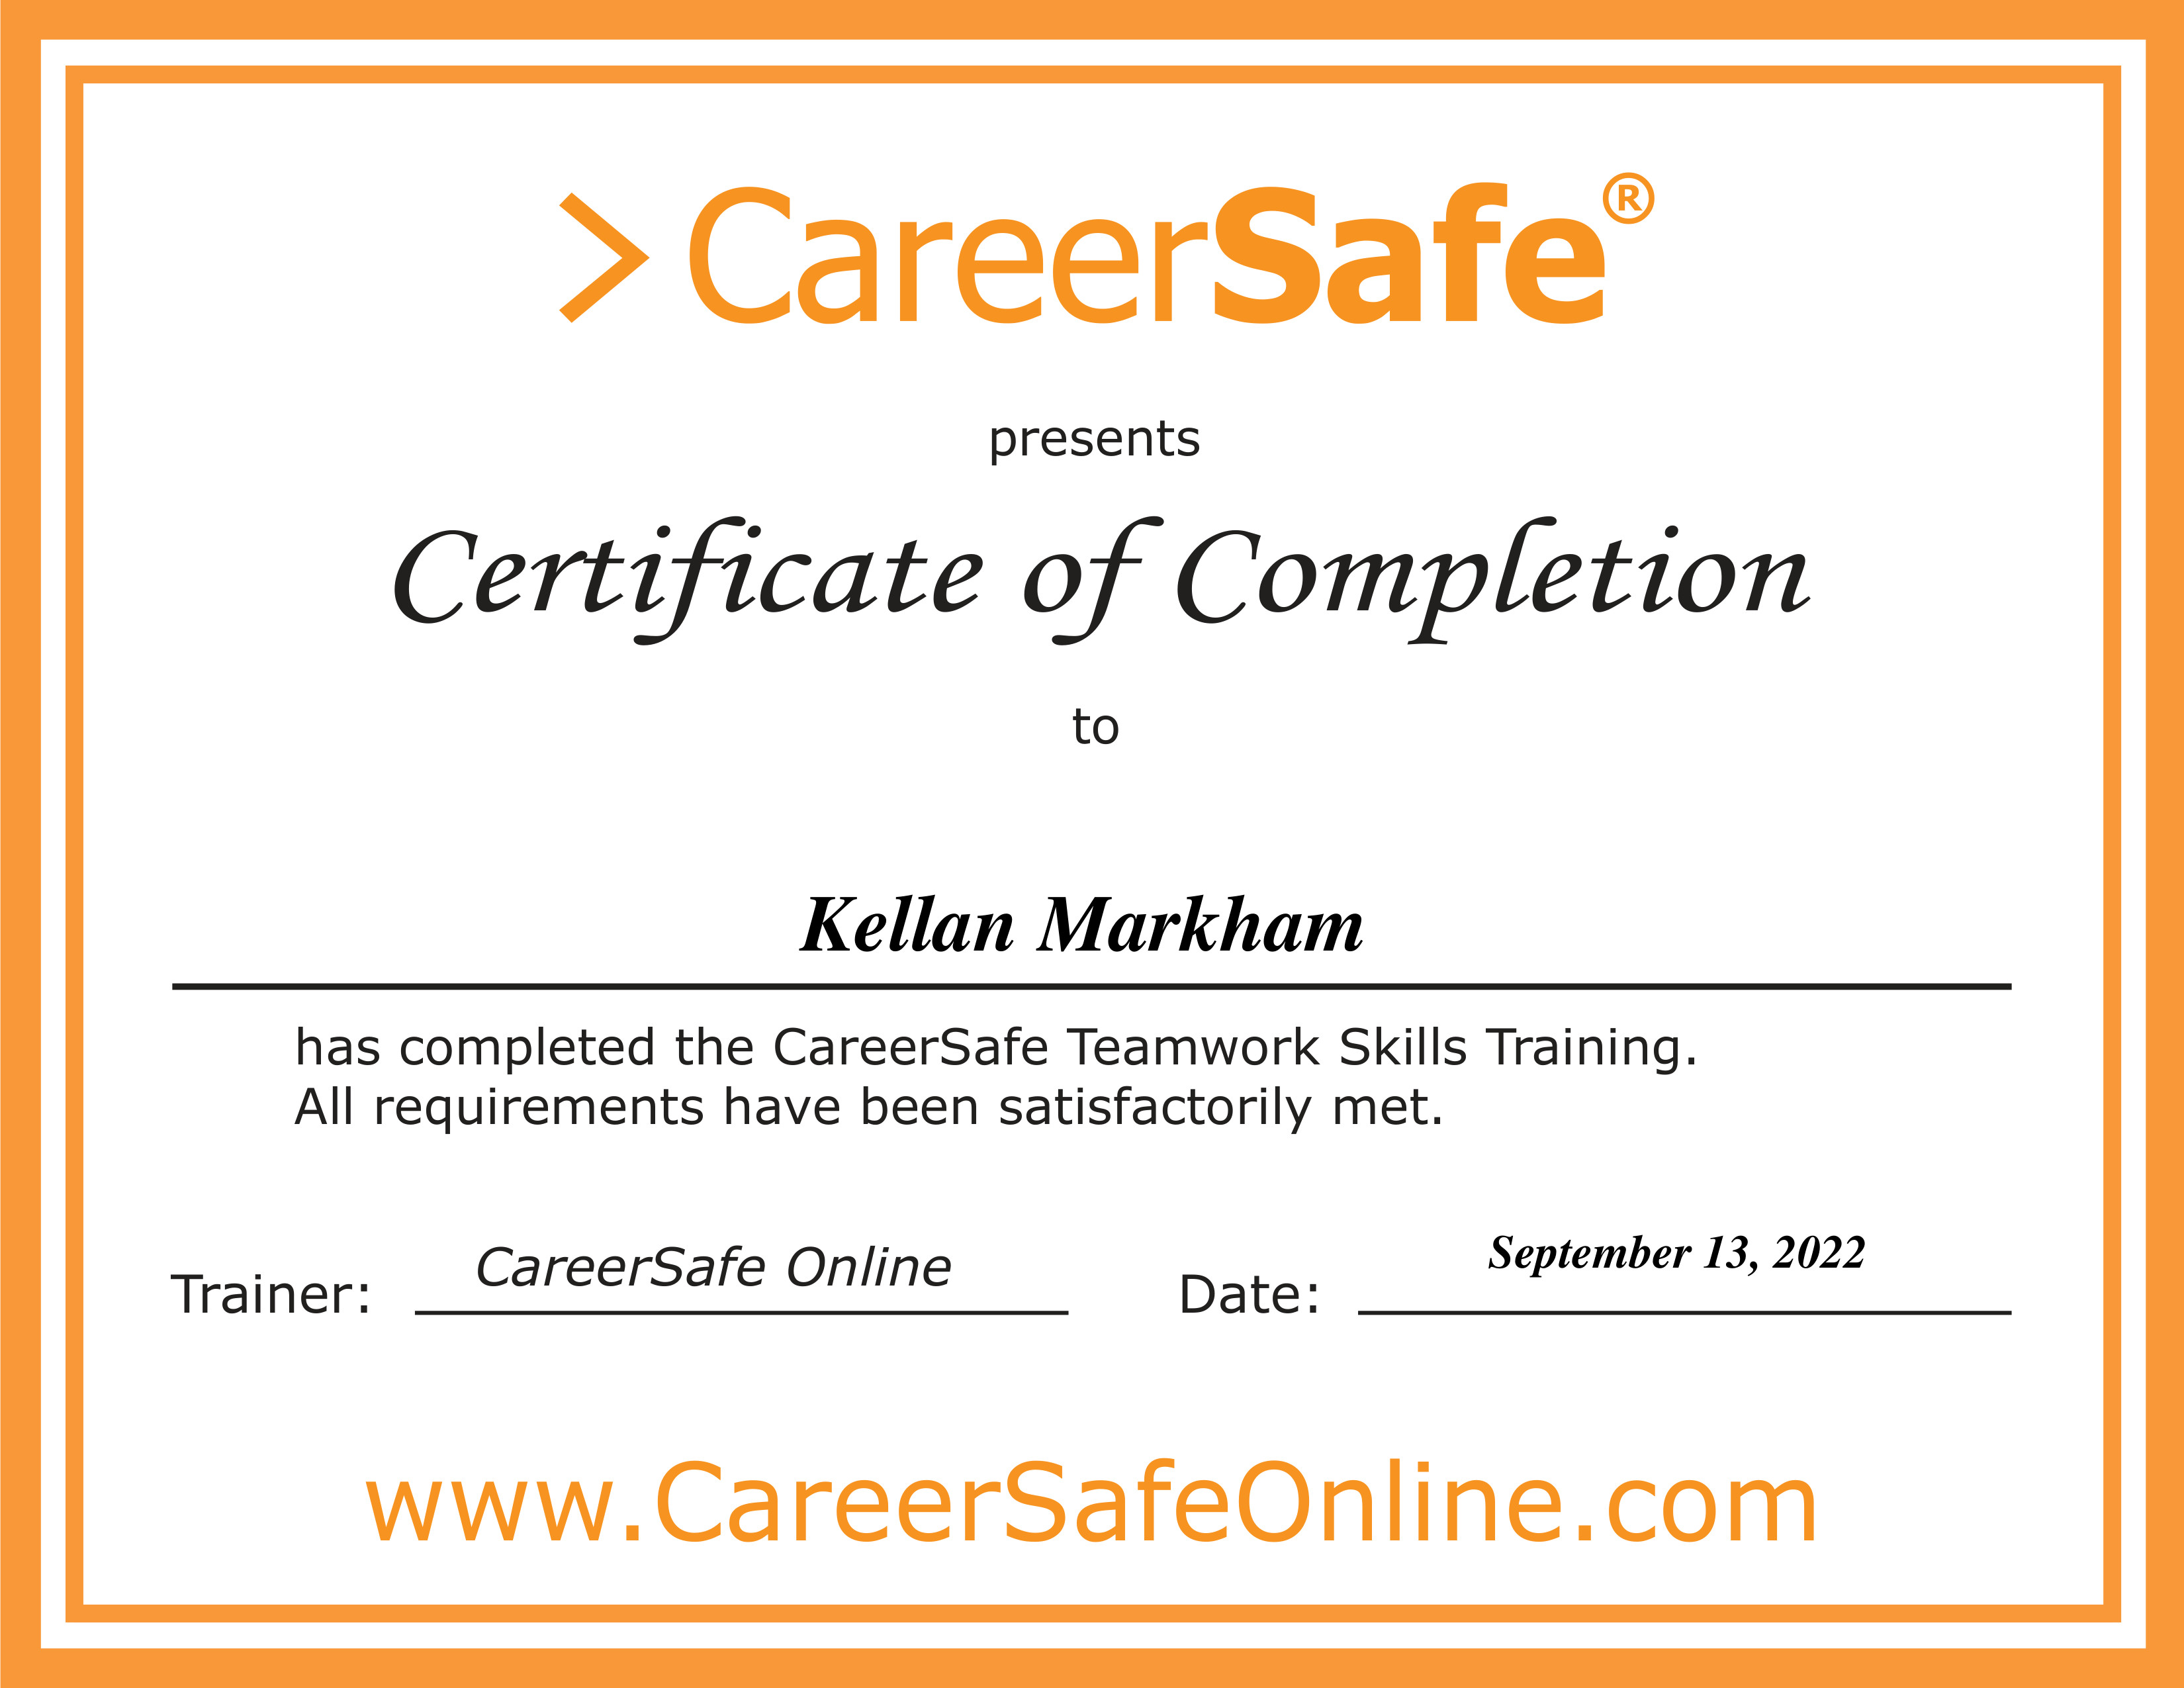 > CareerSafe®
presents
Certificate of Completion
to
Kellan Markham
has completed the CareerSafe Teamwork Skills Training.
All requirements have been satisfactorily met.
Trainer: CareerSafe Online Date: September 13, 2022
www.CareerSafeOnline.com